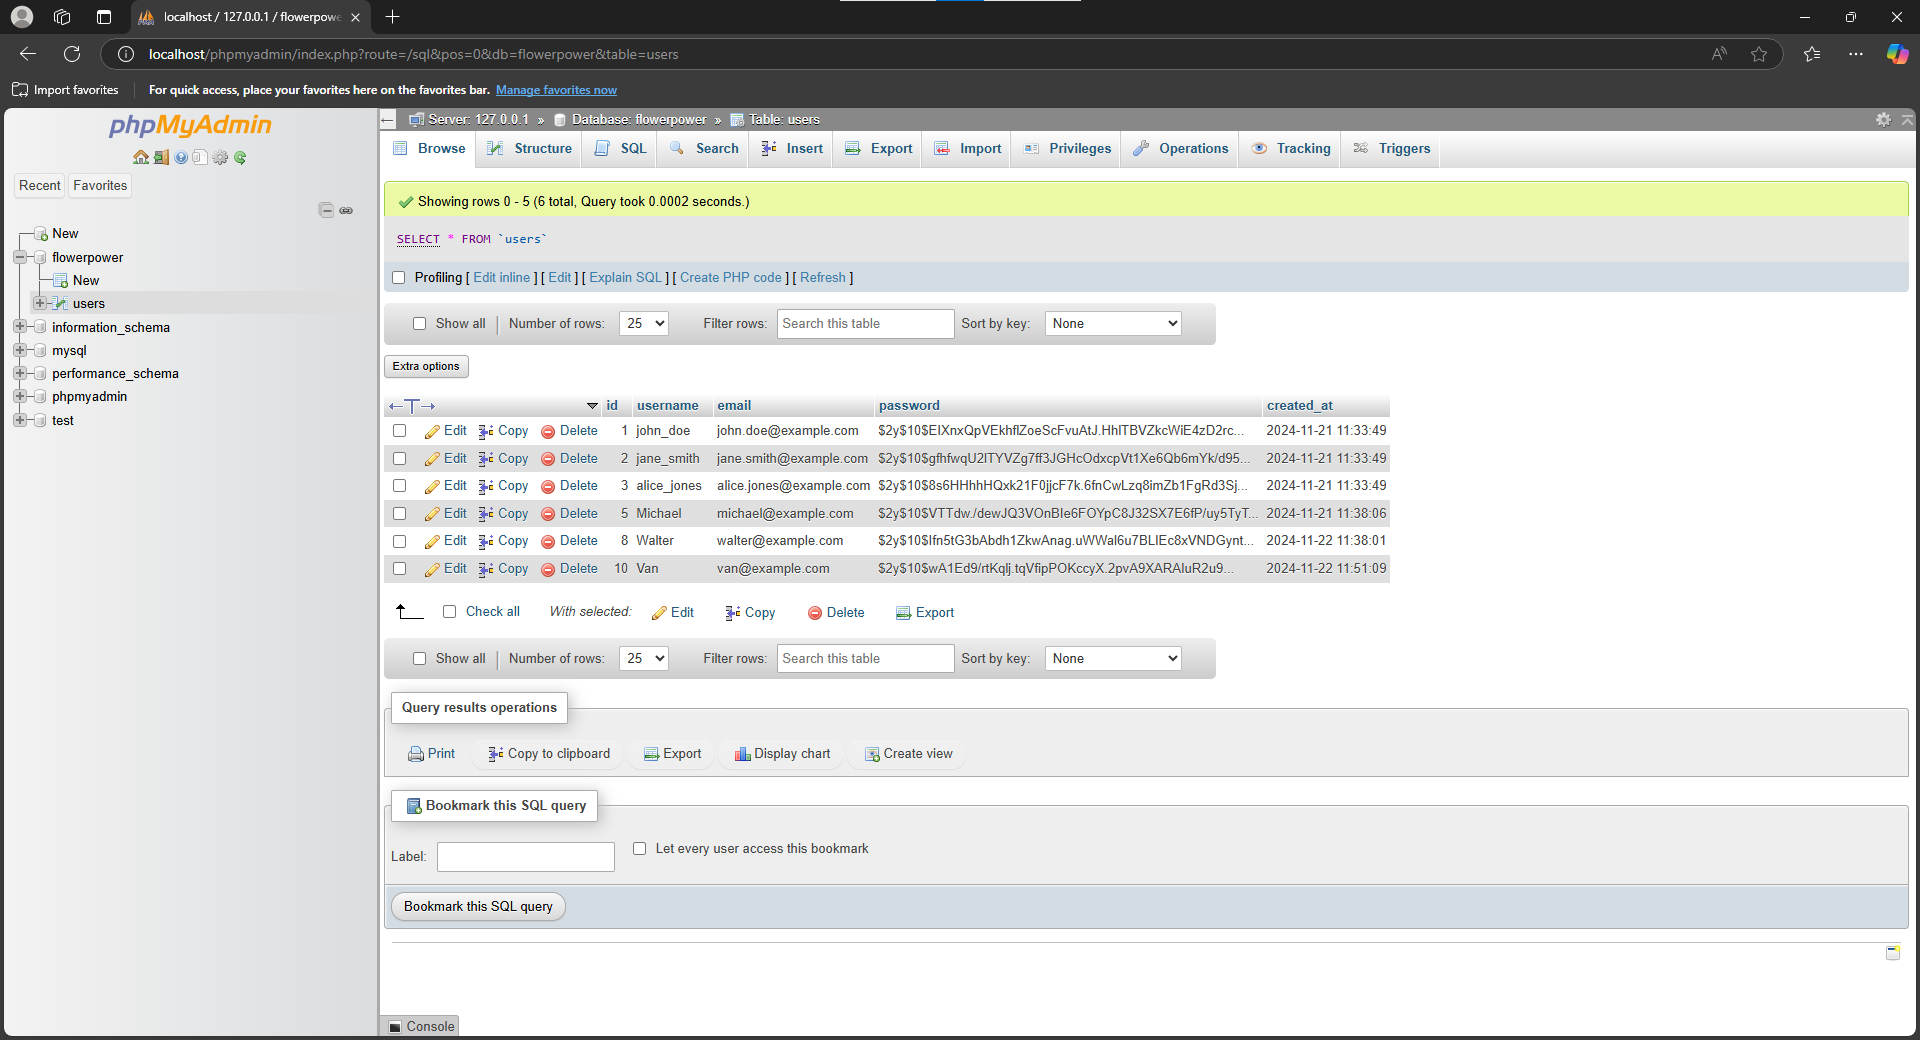 localhost / 127.0.0.1 / flowerpowe
localhost/phpmyadmin/index.php?route=/sql&pos=0&db=flowerpower&table=users
Import favorites For quick access, place your favorites here on the favorites bar. Manage favorites now
phpMyAdmin
Recent Favorites
New
flowerpower
New
users
information_schema
mysql
performance_schema
phpmyadmin
test
Server: 127.0.0.1 » Database: flowerpower » Table: users
Browse Structure SQL Search Insert Export Import Privileges Operations Tracking Triggers
Showing rows 0 - 5 (6 total, Query took 0.0002 seconds.)
SELECT * FROM `users`
Profiling [ Edit inline ] [ Edit ] [ Explain SQL ] [ Create PHP code ] [ Refresh ]
Show all Number of rows: 25 Filter rows: Search this table Sort by key: None
Extra options
id username email password created_at
Edit Copy Delete 1 john_doe john.doe@example.com $2y$10$EIXnxQpVEkhflZoeScFvuAtJ.HhlTBVZkcWiE4zD2rc... 2024-11-21 11:33:49
Edit Copy Delete 2 jane_smith jane.smith@example.com $2y$10$gfhfwqU2lTYVZg7ff3JGHcOdxcpVt1Xe6Qb6mYk/d95... 2024-11-21 11:33:49
Edit Copy Delete 3 alice_jones alice.jones@example.com $2y$10$8s6HHhhHQxk21F0jjcF7k.6fnCwLzq8imZb1FgRd3Sj... 2024-11-21 11:33:49
Edit Copy Delete 5 Michael michael@example.com $2y$10$VTTdw./dewJQ3VOnBle6FOYpC8J32SX7E6fP/uy5TyT... 2024-11-21 11:38:06
Edit Copy Delete 8 Walter walter@example.com $2y$10$lfn5tG3bAbdh1ZkwAnag.uWWal6u7BLlEc8xVNDGynt... 2024-11-22 11:38:01
Edit Copy Delete 10 Van van@example.com $2y$10$wA1Ed9/rtKqlj.tqVfipPOKccyX.2pvA9XARAluR2u9... 2024-11-22 11:51:09
Check all With selected: Edit Copy Delete Export
Show all Number of rows: 25 Filter rows: Search this table Sort by key: None
Query results operations
Print Copy to clipboard Export Display chart Create view
Bookmark this SQL query
Label: Let every user access this bookmark
Bookmark this SQL query
Console